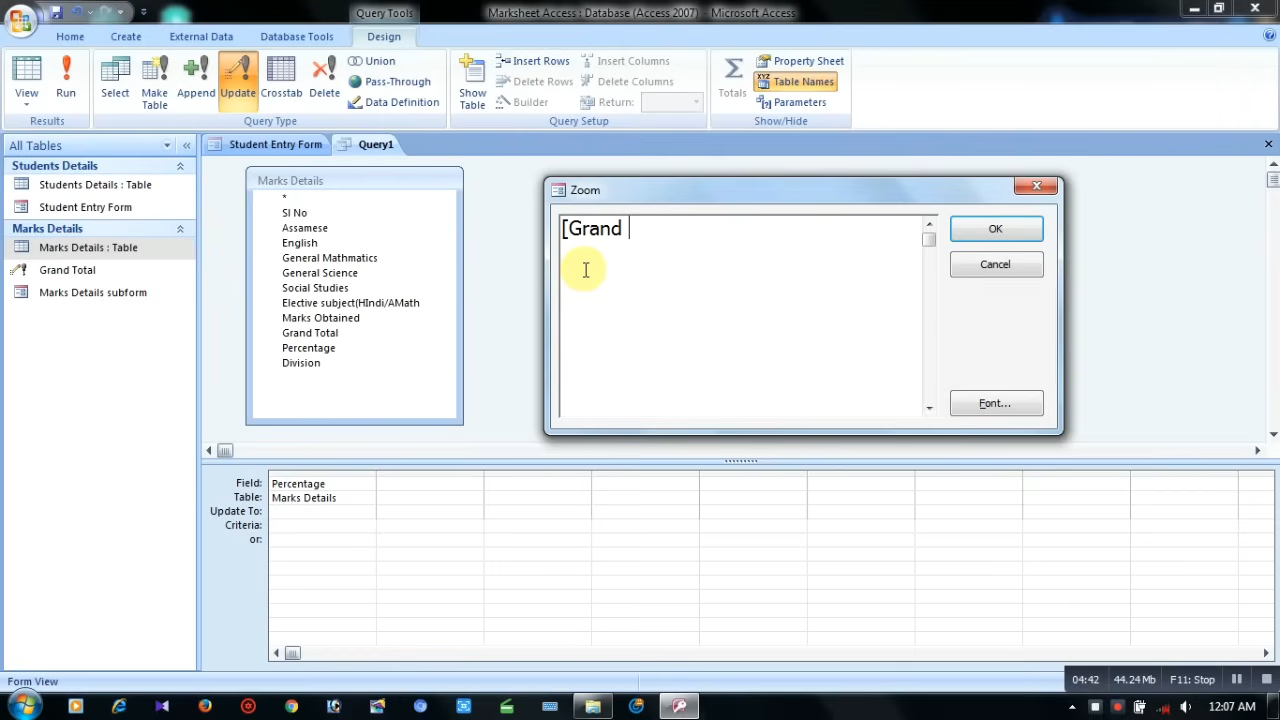 Query Tools
Marksheet Access : Database (Access 2007) - Microsoft Access
Home
Create
External Data
Database Tools
Design
View
Run
Select
Make
Table
Append
Update
Crosstab
Delete
Union
Pass-Through
Data Definition
Show
Table
Insert Rows
Delete Rows
Builder
Insert Columns
Delete Columns
Return:
Totals
Property Sheet
Table Names
Parameters
Results
Query Type
Query Setup
Show/Hide
All Tables
Students Details
Students Details : Table
Student Entry Form
Marks Details
Marks Details : Table
Grand Total
Marks Details subform
Student Entry Form
Query1
Marks Details
*
Sl No
Assamese
English
General Mathmatics
General Science
Social Studies
Elective subject(HIndi/AMath
Marks Obtained
Grand Total
Percentage
Division
Zoom
[Grand
OK
Cancel
Font...
Field: Percentage
Table: Marks Details
Update To:
Criteria:
or:
Form View
04:42 44.24 Mb F11: Stop
12:07 AM